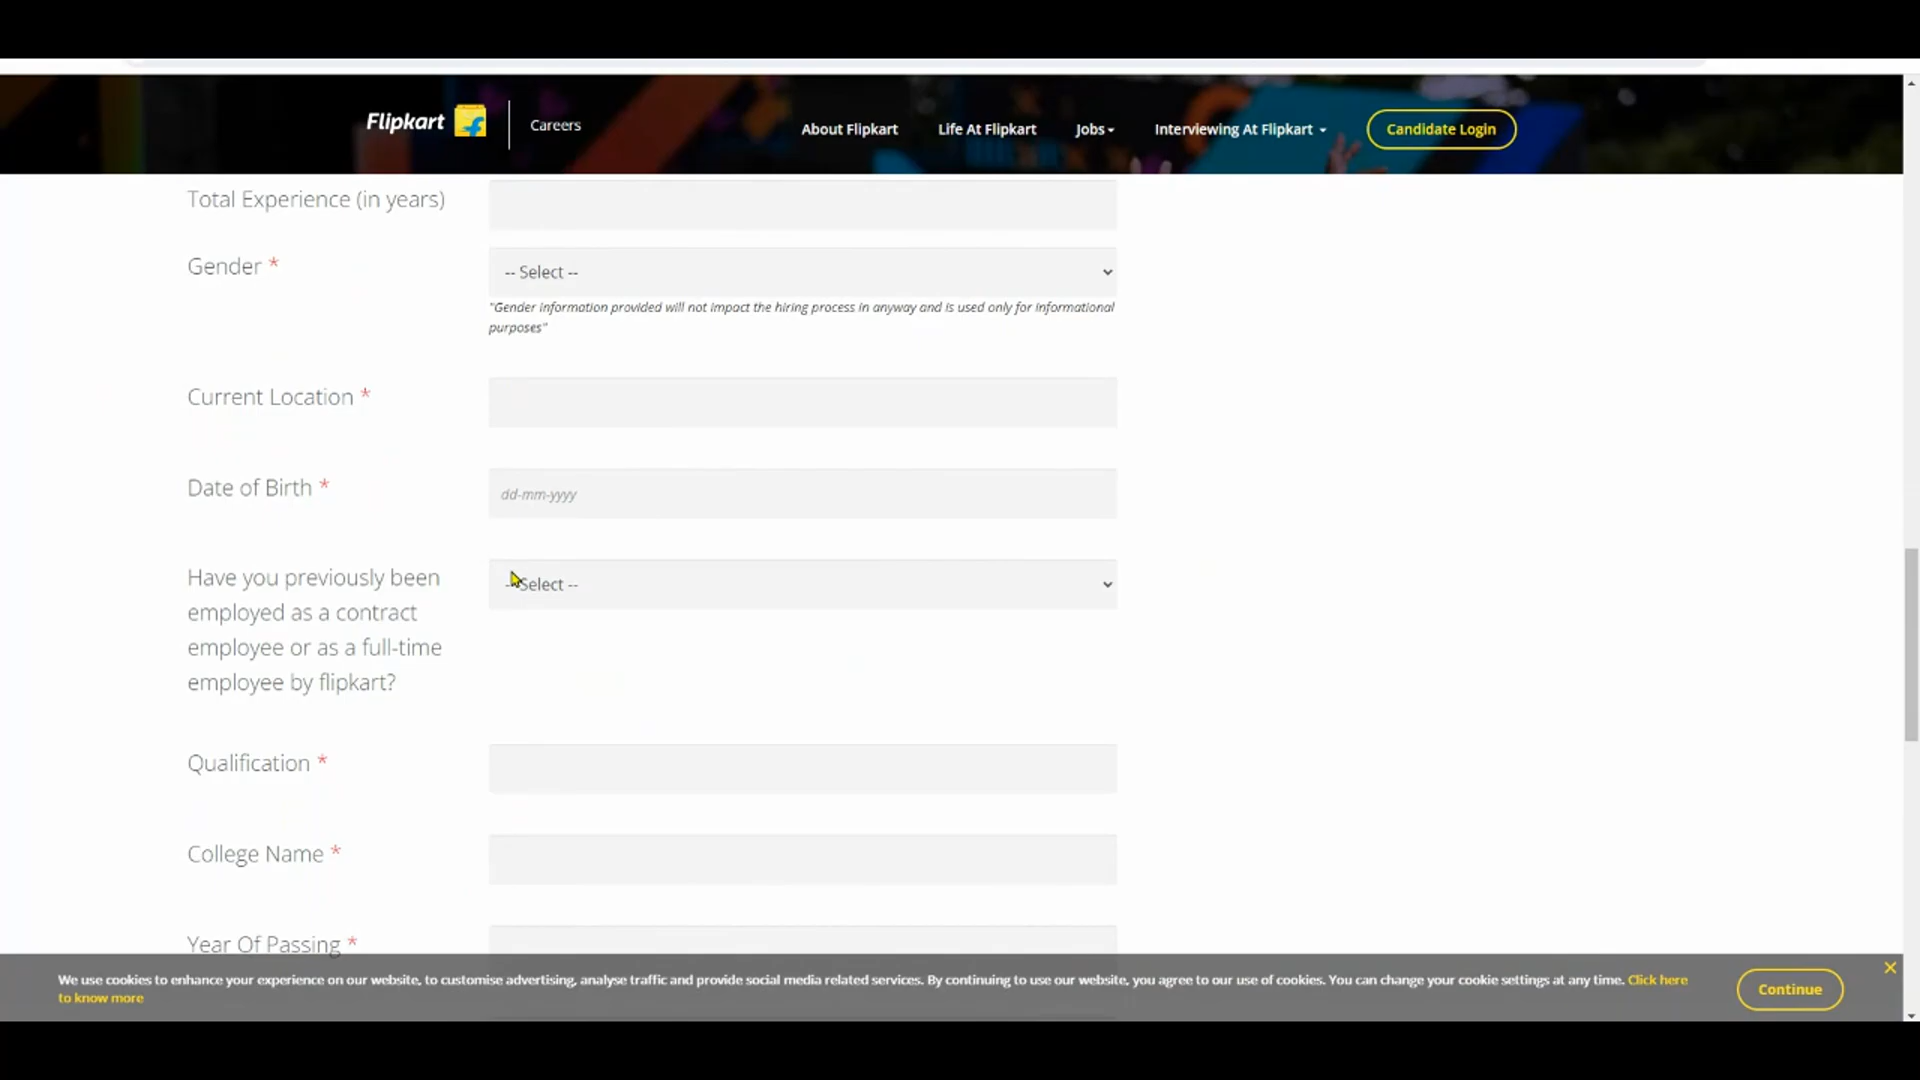 Flipkart
Careers
About Flipkart
Life At Flipkart
Jobs
Interviewing At Flipkart
Candidate Login
Total Experience (in years)
Gender *
-- Select --
"Gender information provided will not impact the hiring process in anyway and is used only for informational
purposes"
Current Location *
Date of Birth *
dd-mm-yyyy
Have you previously been
employed as a contract
employee or as a full-time
employee by flipkart?
-- Select --
Qualification *
College Name *
Year Of Passing *
We use cookies to enhance your experience on our website, to customise advertising, analyse traffic and provide social media related services. By continuing to use our website, you agree to our use of cookies. You can change your cookie settings at any time. Click here
to know more
Continue